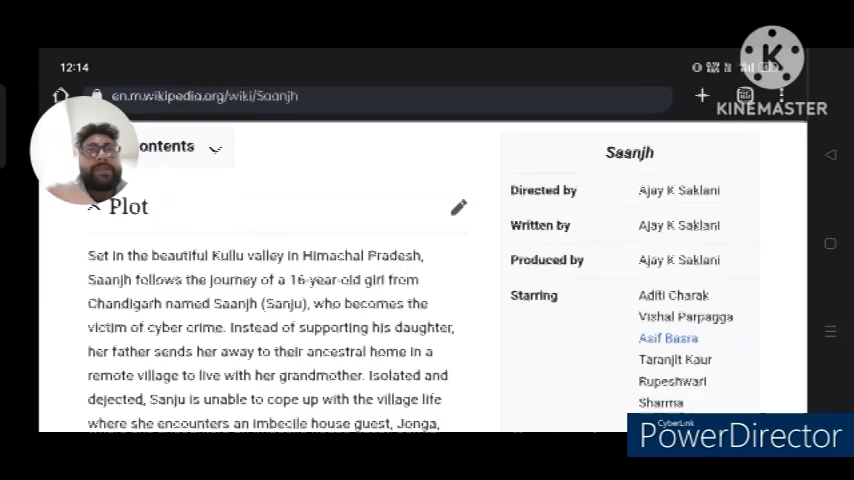 12:14
KINEMASTER
en.m.wikipedia.org/wiki/Saanjh
ontents
Plot
Set in the beautiful Kullu valley in Himachal Pradesh,
Saanjh follows the journey of a 16-year-old girl from
Chandigarh named Saanjh (Sanju), who becomes the
victim of cyber crime. Instead of supporting his daughter,
her father sends her away to their ancestral home in a
remote village to live with her grandmother. Isolated and
dejected, Sanju is unable to cope up with the village life
where she encounters an imbecile house guest, Jonga,
Saanjh
Directed by Ajay K Saklani
Written by Ajay K Saklani
Produced by Ajay K Saklani
Starring Aditi Charak
Vishal Parpagga
Asif Basra
Taranjit Kaur
Rupeshwari
Sharma
CyberLink
PowerDirector